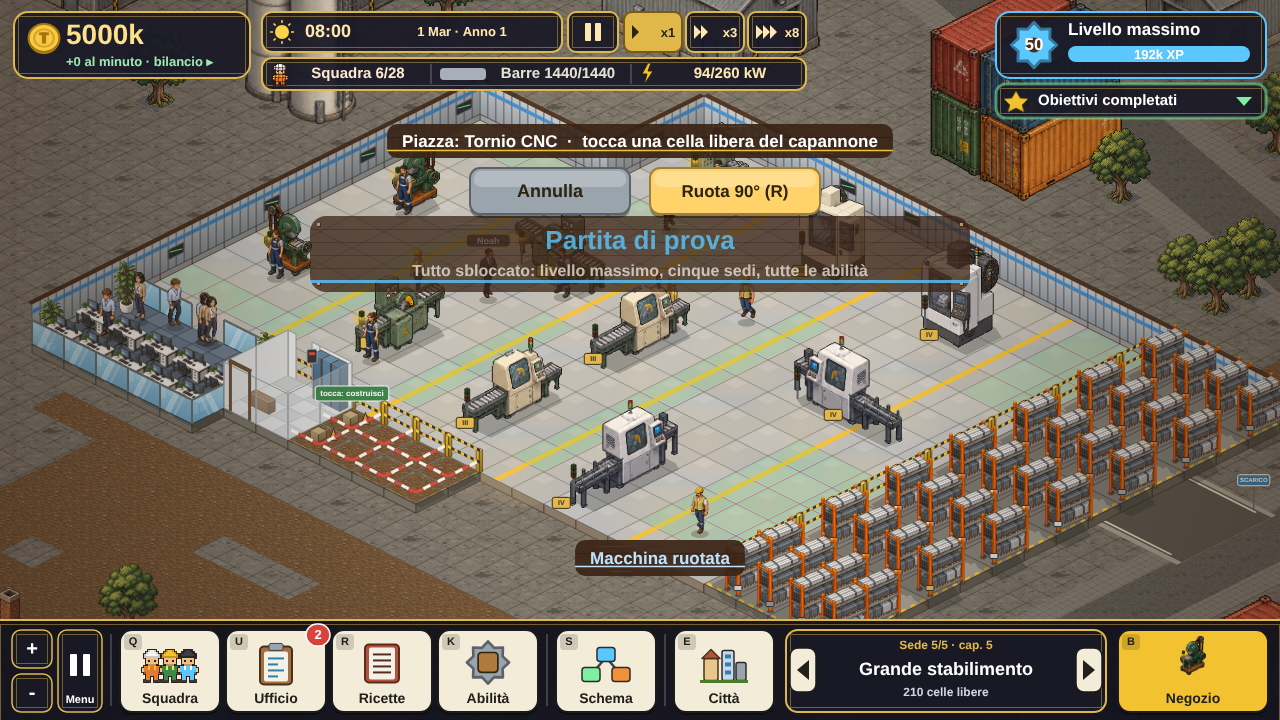 5000k
+0 al minuto · bilancio ▸
08:00
1 Mar · Anno 1
x1
x3
x8
Squadra 6/28
Barre 1440/1440
94/260 kW
50
Livello massimo
192k XP
Obiettivi completati
Piazza: Tornio CNC · tocca una cella libera del capannone
Annulla
Ruota 90° (R)
Noah
Partita di prova
Tutto sbloccato: livello massimo, cinque sedi, tutte le abilità
IV
III
tocca: costruisci
IV
III
IV
SCARICO
Macchina ruotata
+
-
Menu
Q
Squadra
U
2
Ufficio
R
Ricette
K
Abilità
S
Schema
E
Città
Sede 5/5 · cap. 5
Grande stabilimento
210 celle libere
B
Negozio